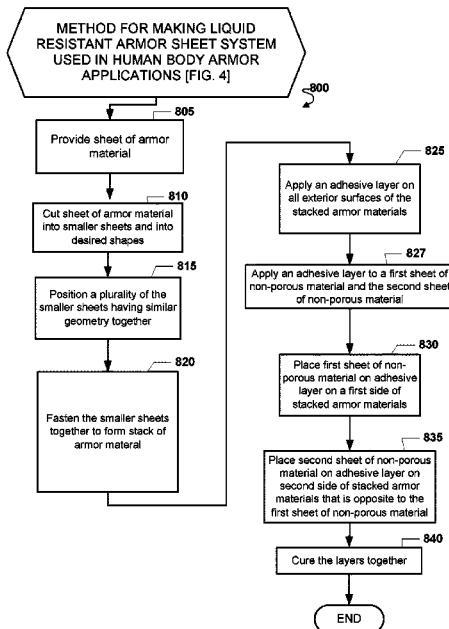 METHOD FOR MAKING LIQUID
RESISTANT ARMOR SHEET SYSTEM
USED IN HUMAN BODY ARMOR
APPLICATIONS [FIG. 4]
800
805
Provide sheet of armor
material
810
Cut sheet of armor material
into smaller sheets and into
desired shapes
815
Position a plurality of the
smaller sheets having similar
geometry together
820
Fasten the smaller sheets
together to form stack of
armor materal
825
Apply an adhesive layer on
all exterior surfaces of the
stacked armor materials
827
Apply an adhesive layer to a first sheet of
non-porous material and the second sheet
of non-porous material
830
Place first sheet of non-
porous material on adhesive
layer on a first side of
stacked armor materials
835
Place second sheet of non-porous
material on adhesive layer on
second side of stacked armor
materials that is opposite to the
first sheet of non-porous material
840
Cure the layers together
END